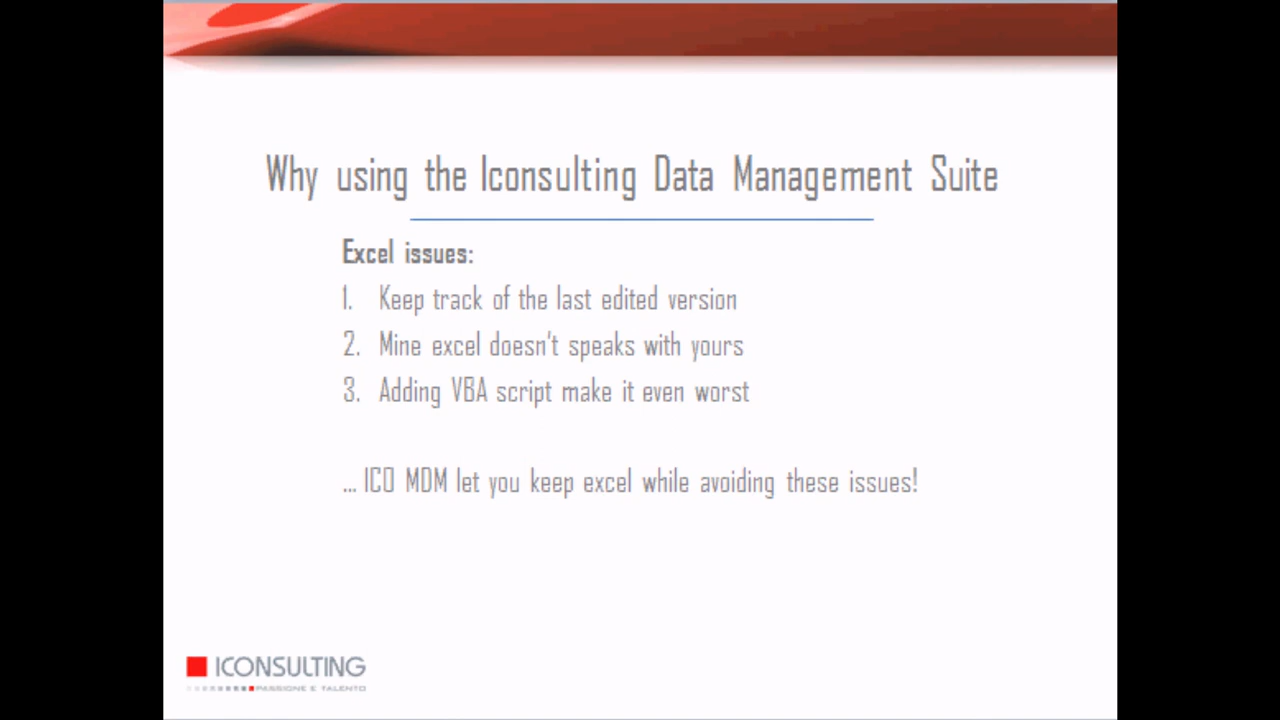 Why using the Iconsulting Data Management Suite
Excel issues:
1. Keep track of the last edited version
2. Mine excel doesn't speaks with yours
3. Adding VBA script make it even worst
... ICO MDM let you keep excel while avoiding these issues!
ICONSULTING
PASSIONE E TALENTO